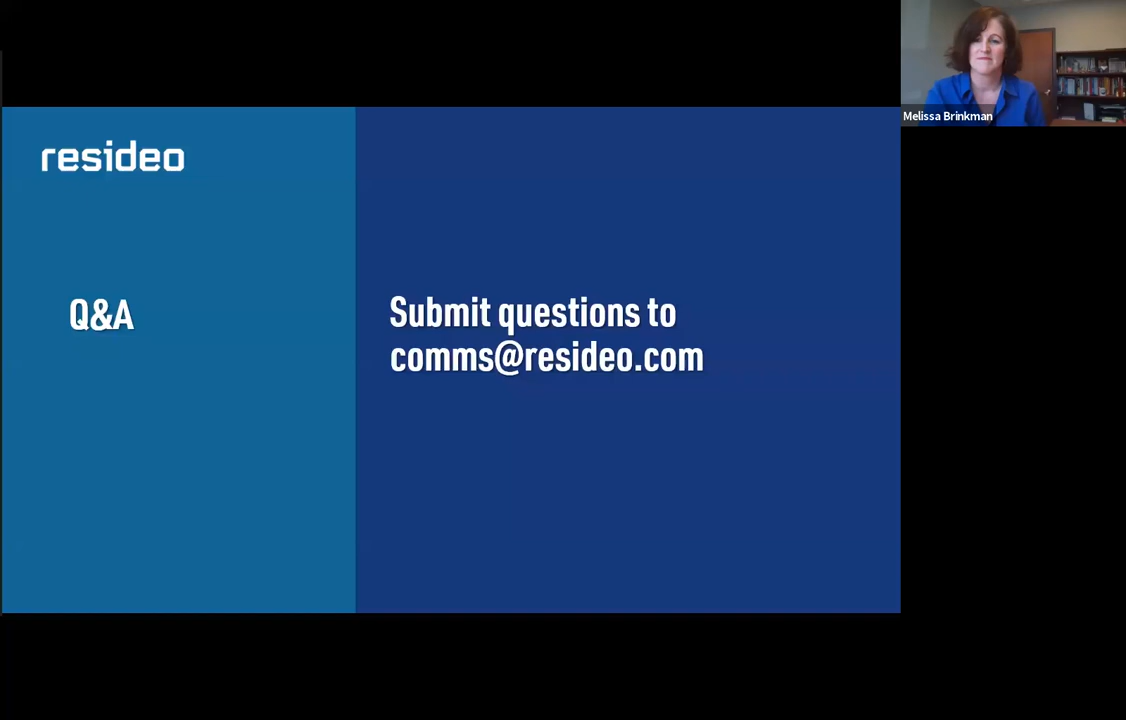 resideo
Q&A
Submit questions to
comms@resideo.com
Melissa Brinkman